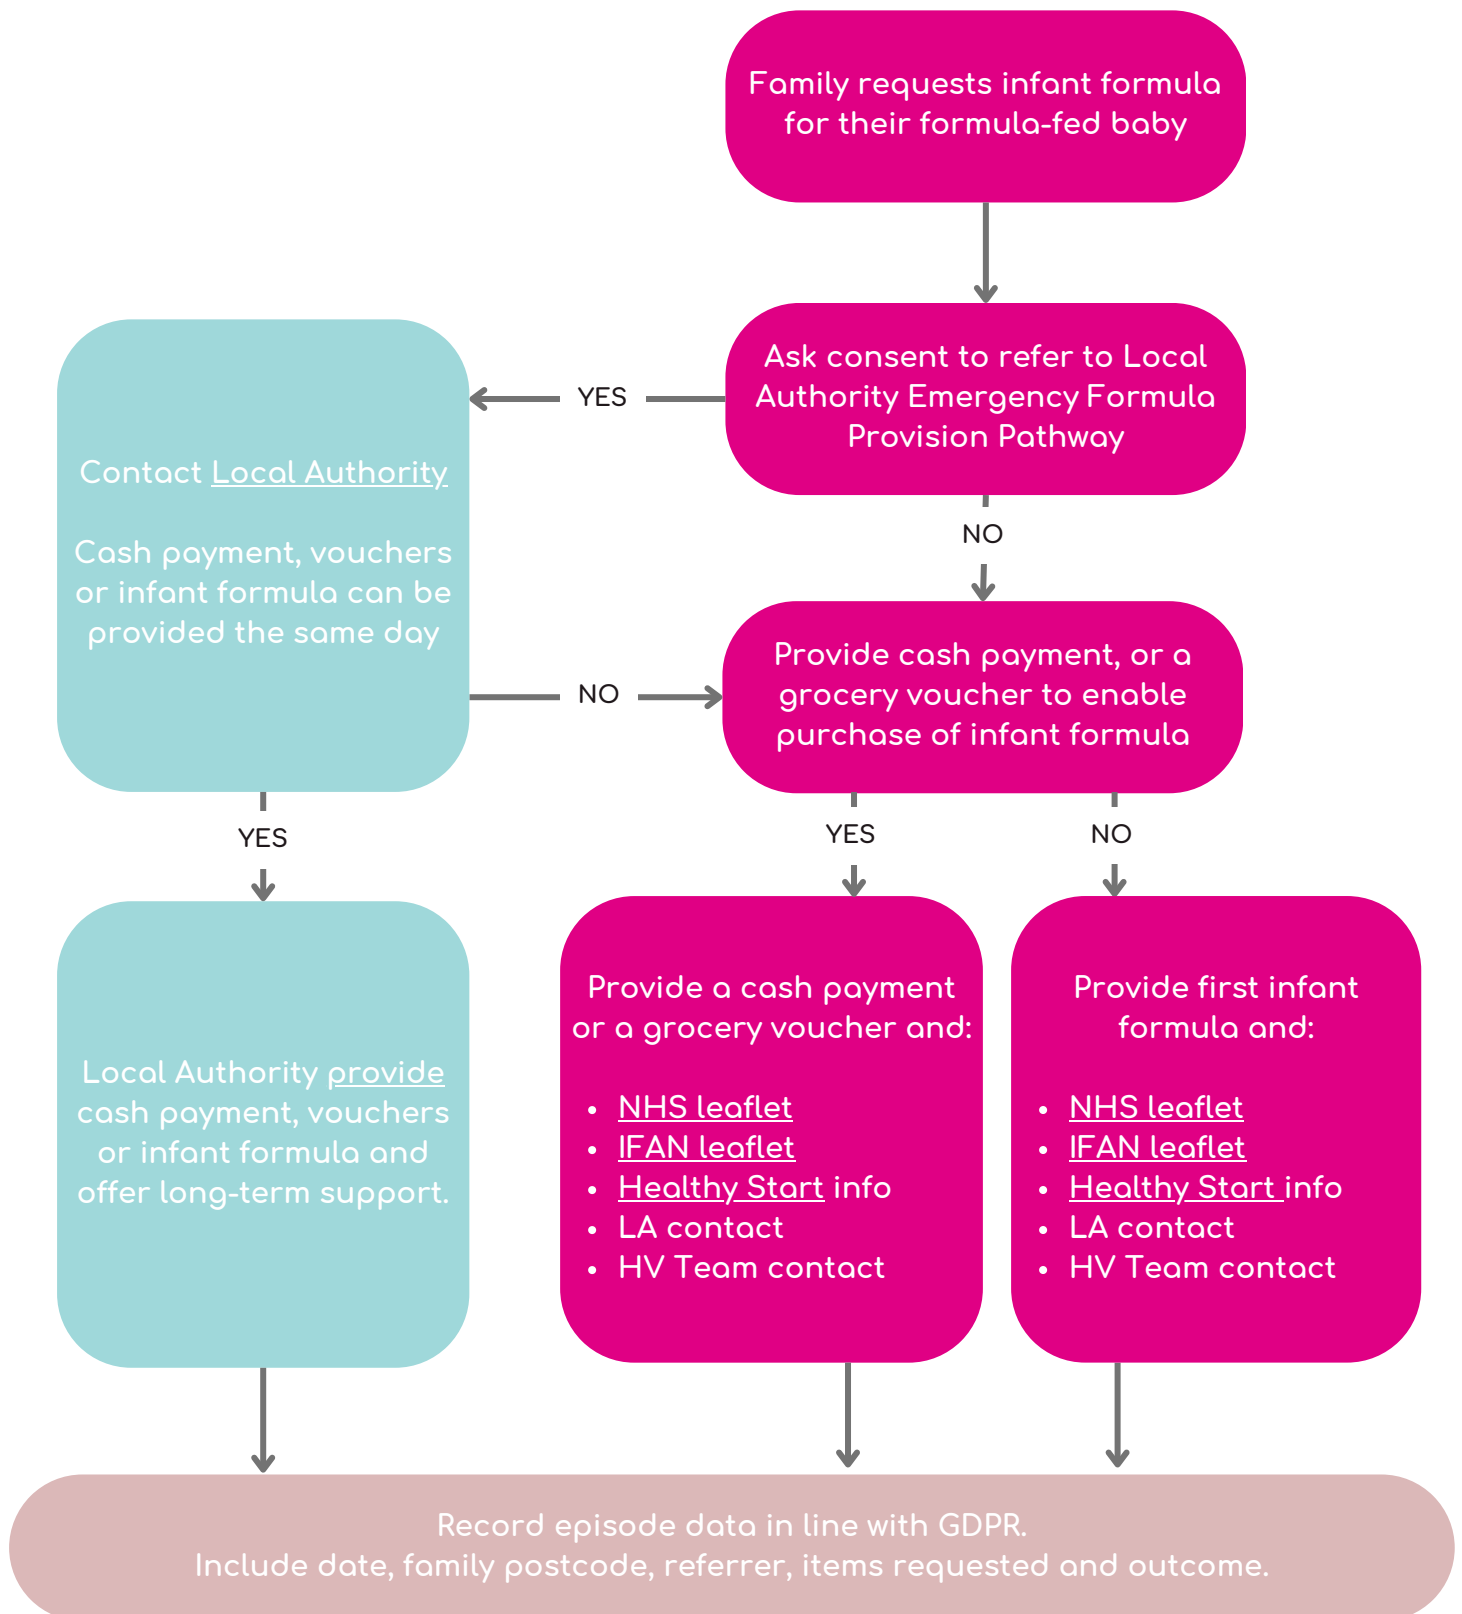 Family requests infant formula
for their formula-fed baby
Ask consent to refer to Local
Authority Emergency Formula
Provision Pathway
YES
Contact Local Authority
Cash payment, vouchers
or infant formula can be
provided the same day
NO
NO
Provide cash payment, or a
grocery voucher to enable
purchase of infant formula
YES
YES
NO
Local Authority provide
cash payment, vouchers
or infant formula and
offer long-term support.
Provide a cash payment
or a grocery voucher and:
• NHS leaflet
• IFAN leaflet
• Healthy Start info
• LA contact
• HV Team contact
Provide first infant
formula and:
• NHS leaflet
• IFAN leaflet
• Healthy Start info
• LA contact
• HV Team contact
Record episode data in line with GDPR.
Include date, family postcode, referrer, items requested and outcome.